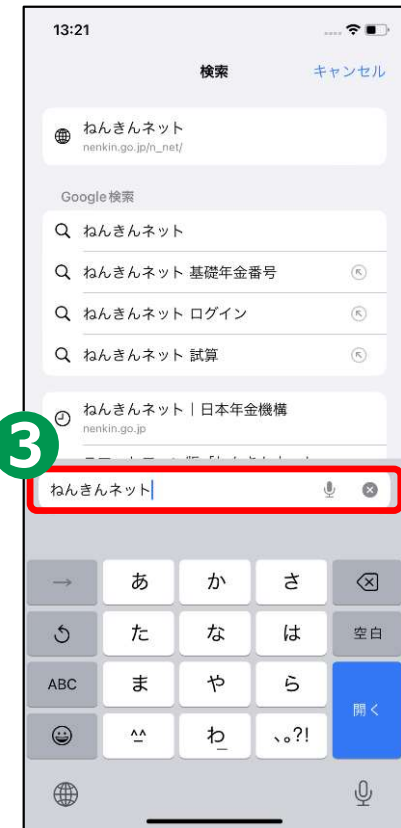 13:21
検索
キャンセル
ねんきんネット
nenkin.go.jp/n_net/
Google検索
ねんきんネット
ねんきんネット 基礎年金番号
ねんきんネット ログイン
ねんきんネット 試算
ねんきんネット｜日本年金機構
nenkin.go.jp
3
ねんきんネット
→ あ か さ
た な は 空白
ABC ま や ら
開く
^^ わ 、。?!